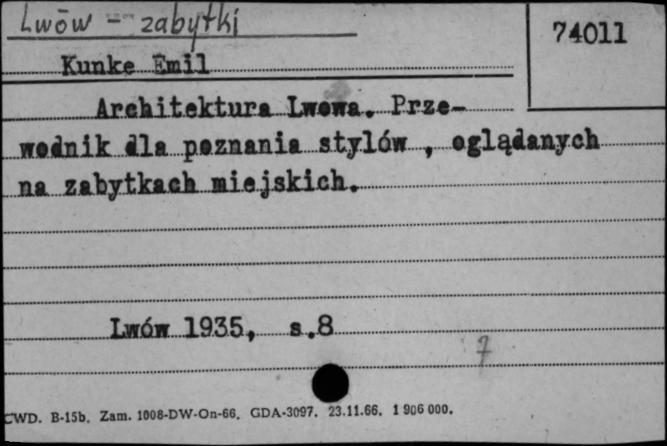 Lwów - zabytki
74011
Kunke Emil
Architektura Lwowa. Prze-
wodnik dla poznania stylów , oglądanych
na zabytkach miejskich.
Lwów 1935, s.8
7
CWD. B-15b. Zam. 1008-DW-On-66. GDA-3097. 23.11.66. 1 906 000.